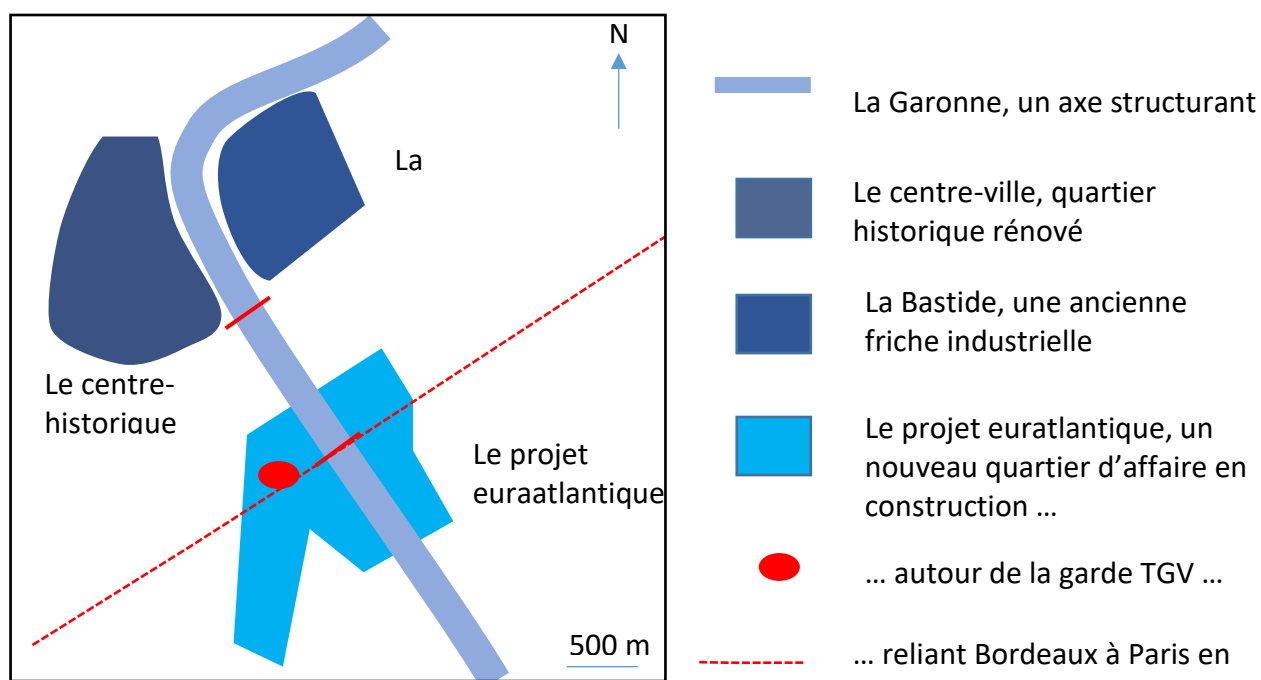 N
La
Le centre-
historique
Le projet
euraatlantique
500 m
La Garonne, un axe structurant
Le centre-ville, quartier
historique rénové
La Bastide, une ancienne
friche industrielle
Le projet euratlantique, un
nouveau quartier d’affaire en
construction …
… autour de la garde TGV …
… reliant Bordeaux à Paris en